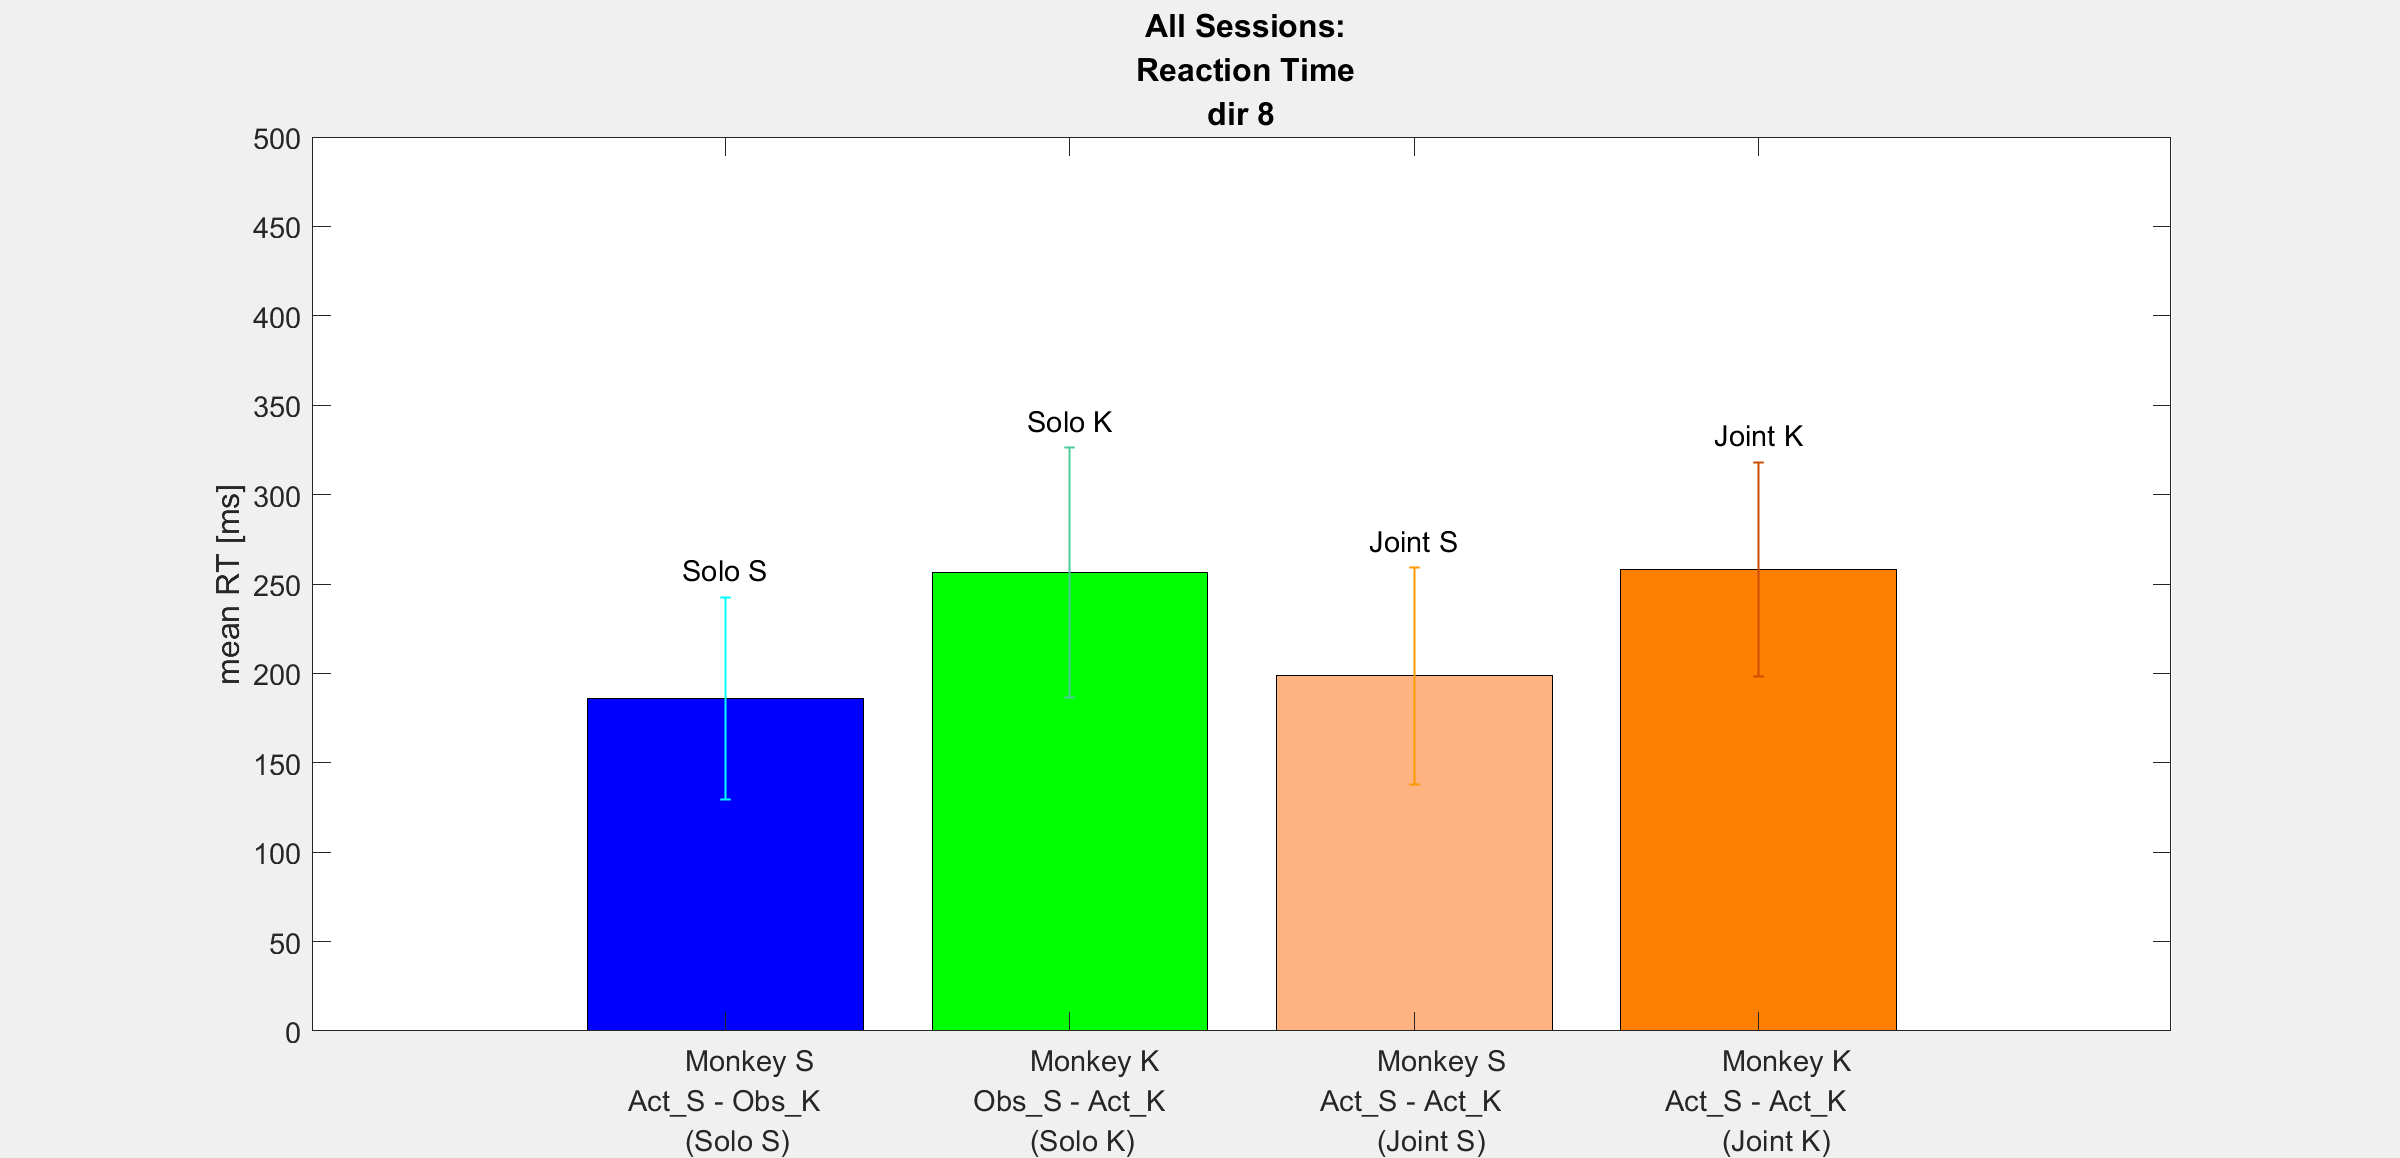 All Sessions:
Reaction Time
dir 8
mean RT [ms]
500
450
400
350
300
250
200
150
100
50
0
Solo S
Solo K
Joint S
Joint K
Monkey S
Act_S - Obs_K
(Solo S)
Monkey K
Obs_S - Act_K
(Solo K)
Monkey S
Act_S - Act_K
(Joint S)
Monkey K
Act_S - Act_K
(Joint K)